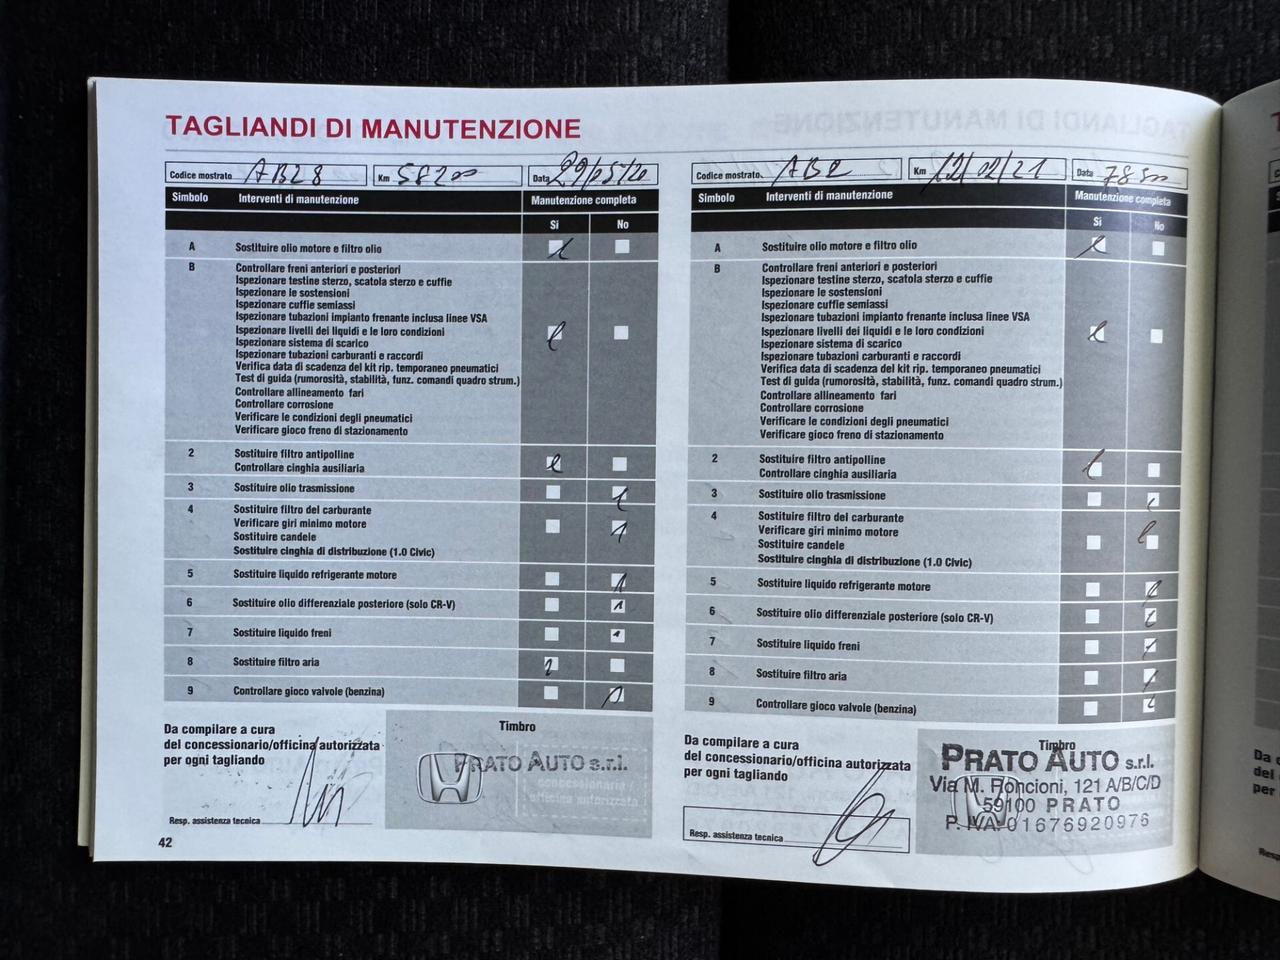 TAGLIANDI DI MANUTENZIONE
Codice mostrato AB28 Km 58200 Data 29/05/20
Simbolo Interventi di manutenzione Manutenzione completa
Si No
A Sostituire olio motore e filtro olio
B Controllare freni anteriori e posteriori
Ispezionare testine sterzo, scatola sterzo e cuffie
Ispezionare le sostensioni
Ispezionare cuffie semiassi
Ispezionare tubazioni impianto frenante inclusa linee VSA
Ispezionare livelli dei liquidi e le loro condizioni
Ispezionare sistema di scarico
Ispezionare tubazioni carburanti e raccordi
Verifica data di scadenza del kit rip. temporaneo pneumatici
Test di guida (rumorosità, stabilità, funz. comandi quadro strum.)
Controllare allineamento fari
Controllare corrosione
Verificare le condizioni degli pneumatici
Verificare gioco freno di stazionamento
2 Sostituire filtro antipolline
Controllare cinghia ausiliaria
3 Sostituire olio trasmissione
4 Sostituire filtro del carburante
Verificare giri minimo motore
Sostituire candele
Sostituire cinghia di distribuzione (1.0 Civic)
5 Sostituire liquido refrigerante motore
6 Sostituire olio differenziale posteriore (solo CR-V)
7 Sostituire liquido freni
8 Sostituire filtro aria
9 Controllare gioco valvole (benzina)
Da compilare a cura
del concessionario/officina autorizzata
per ogni tagliando
Timbro
PRATO AUTO s.r.l.
concessionaria /
officina autorizzata
Resp. assistenza tecnica
42
Codice mostrato AB2 Km 12/02/21 Data 78500
Simbolo Interventi di manutenzione Manutenzione completa
Si No
A Sostituire olio motore e filtro olio
B Controllare freni anteriori e posteriori
Ispezionare testine sterzo, scatola sterzo e cuffie
Ispezionare le sostensioni
Ispezionare cuffie semiassi
Ispezionare tubazioni impianto frenante inclusa linee VSA
Ispezionare livelli dei liquidi e le loro condizioni
Ispezionare sistema di scarico
Ispezionare tubazioni carburanti e raccordi
Verifica data di scadenza del kit rip. temporaneo pneumatici
Test di guida (rumorosità, stabilità, funz. comandi quadro strum.)
Controllare allineamento fari
Controllare corrosione
Verificare le condizioni degli pneumatici
Verificare gioco freno di stazionamento
2 Sostituire filtro antipolline
Controllare cinghia ausiliaria
3 Sostituire olio trasmissione
4 Sostituire filtro del carburante
Verificare giri minimo motore
Sostituire candele
Sostituire cinghia di distribuzione (1.0 Civic)
5 Sostituire liquido refrigerante motore
6 Sostituire olio differenziale posteriore (solo CR-V)
7 Sostituire liquido freni
8 Sostituire filtro aria
9 Controllare gioco valvole (benzina)
Da compilare a cura
del concessionario/officina autorizzata
per ogni tagliando
Timbro
PRATO AUTO s.r.l.
Via M. Roncioni, 121 A/B/C/D
59100 PRATO
P. IVA: 01676920976
Resp. assistenza tecnica
Da
del
per